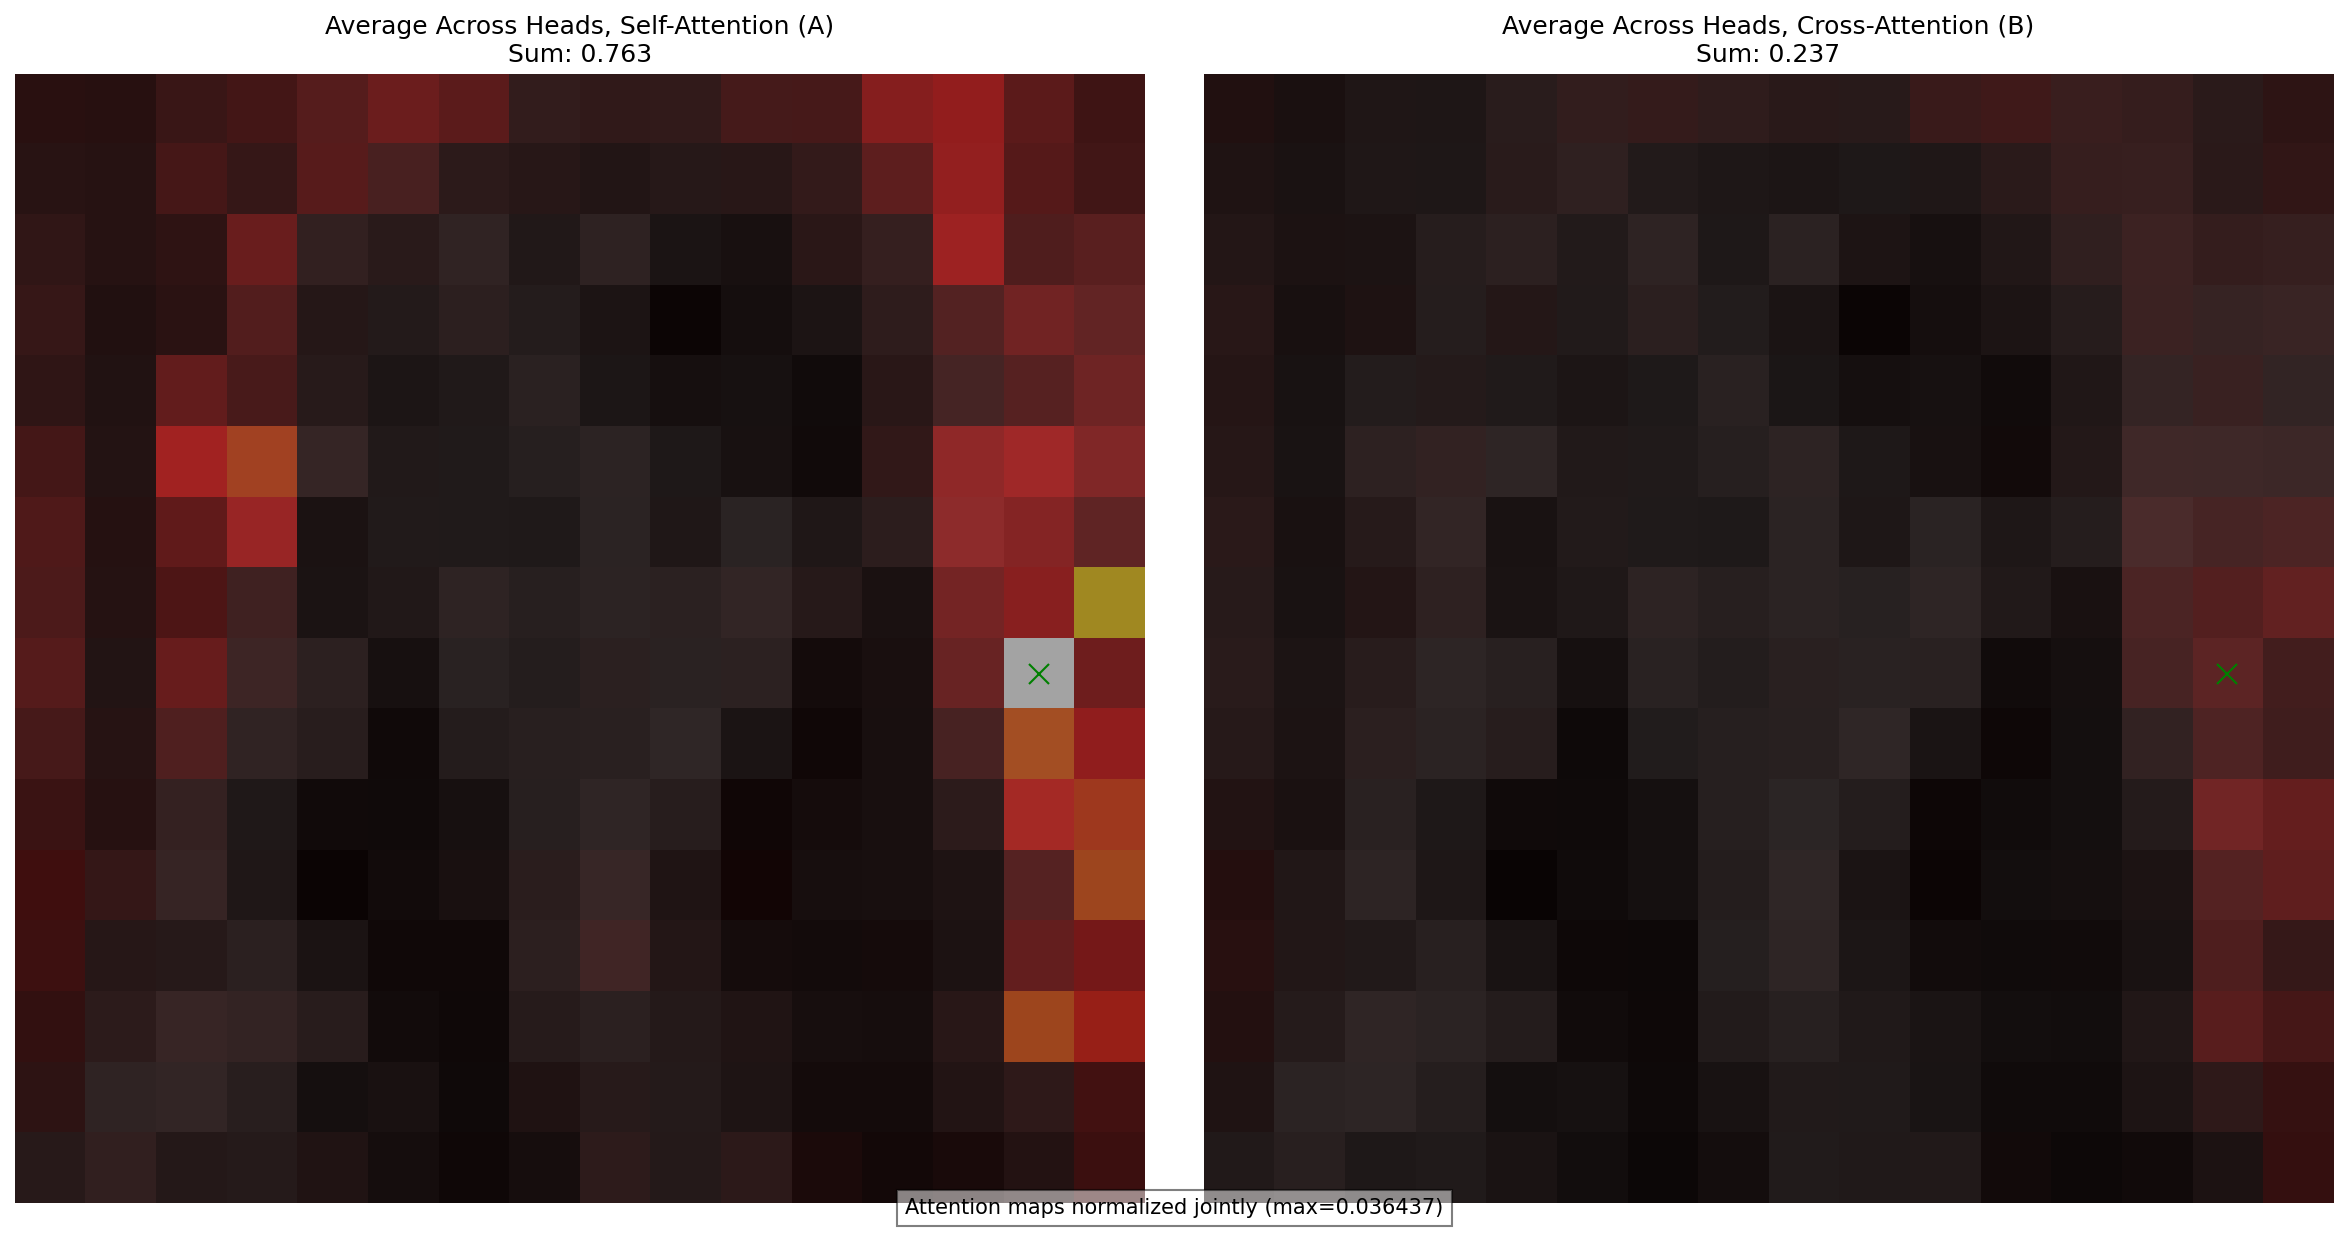 Average Across Heads, Self-Attention (A)
Sum: 0.763
Average Across Heads, Cross-Attention (B)
Sum: 0.237
Attention maps normalized jointly (max=0.036437)